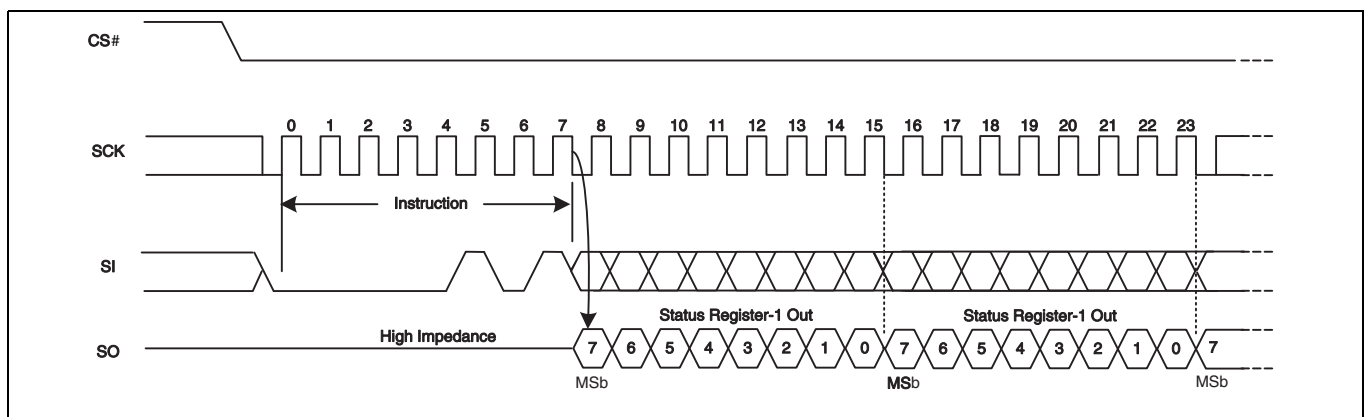 CS#
0 1 2 3 4 5 6 7 8 9 10 11 12 13 14 15 16 17 18 19 20 21 22 23
SCK
Instruction
SI
Status Register-1 Out Status Register-1 Out
High Impedance
SO 7 6 5 4 3 2 1 0 7 6 5 4 3 2 1 0 7
MSb MSb MSb